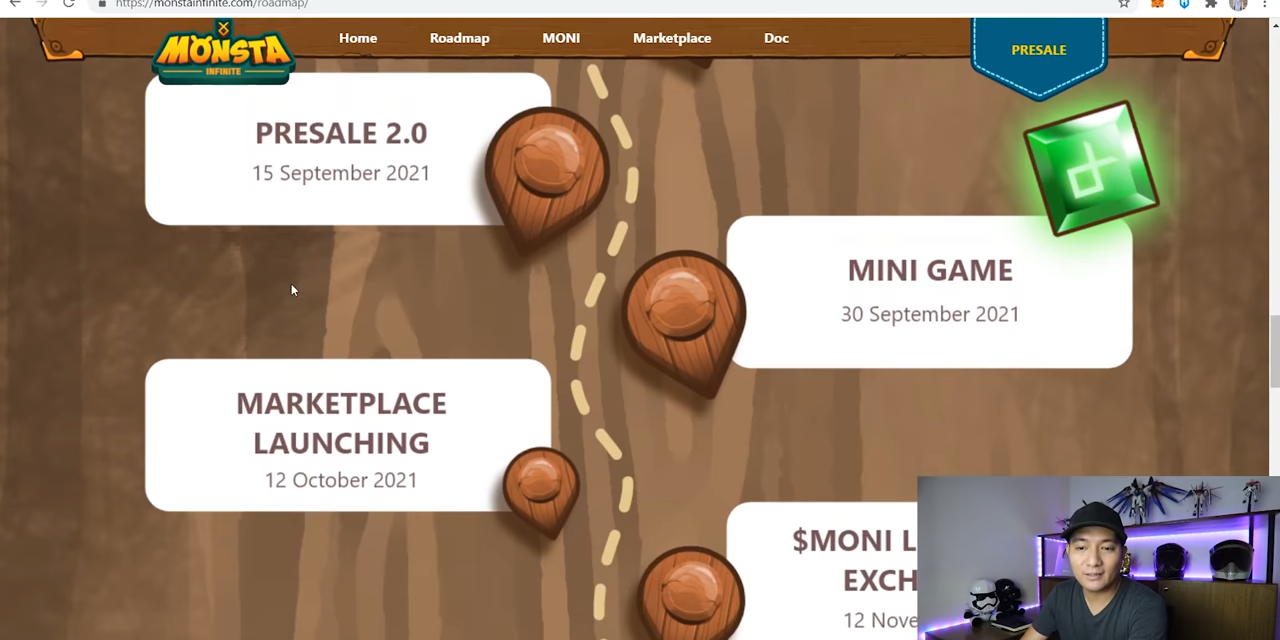 https://monstainfinite.com/roadmap/
MONSTA
INFINITE
Home
Roadmap
MONI
Marketplace
Doc
PRESALE
PRESALE 2.0
15 September 2021
MINI GAME
30 September 2021
MARKETPLACE
LAUNCHING
12 October 2021
$MONI L
EXCH
12 Nove